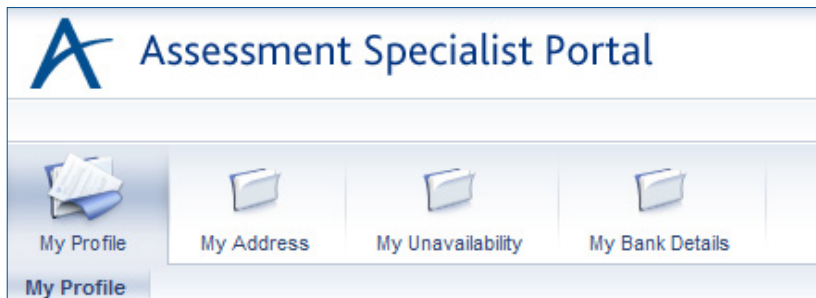 Assessment Specialist Portal
My Profile My Address My Unavailability My Bank Details
My Profile